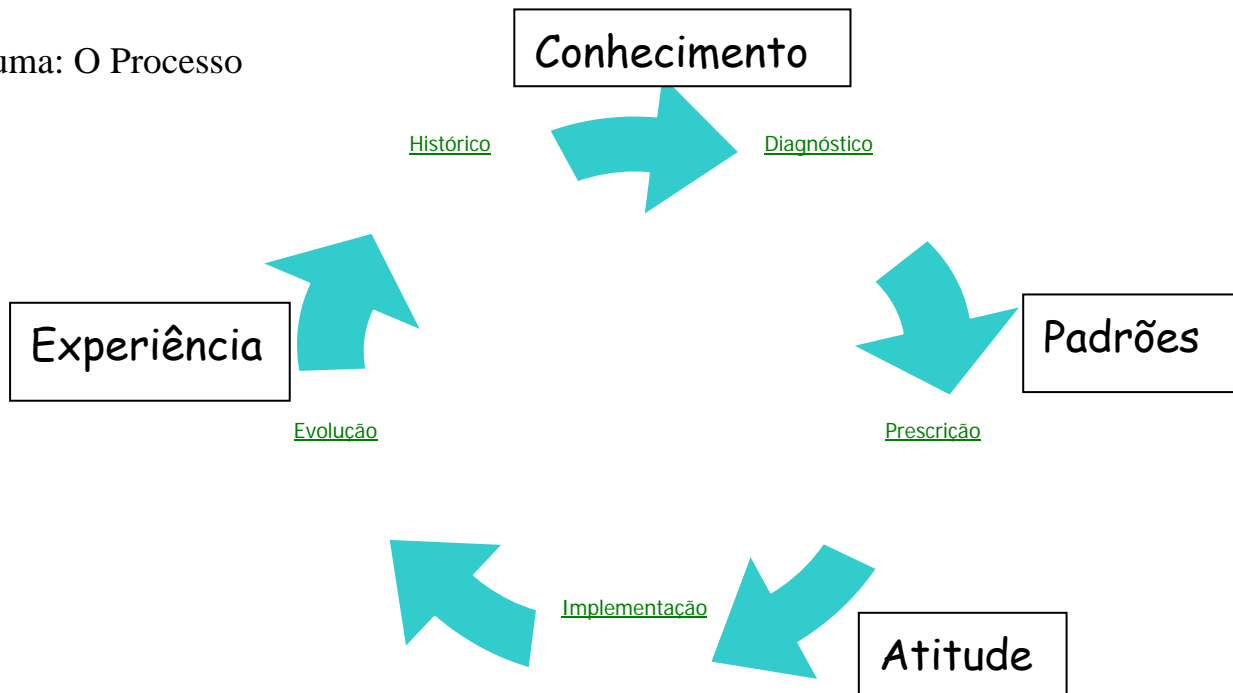 uma: O Processo
Conhecimento
Histórico
Diagnóstico
Experiência
Padrões
Evolução
Prescrição
Implementação
Atitude